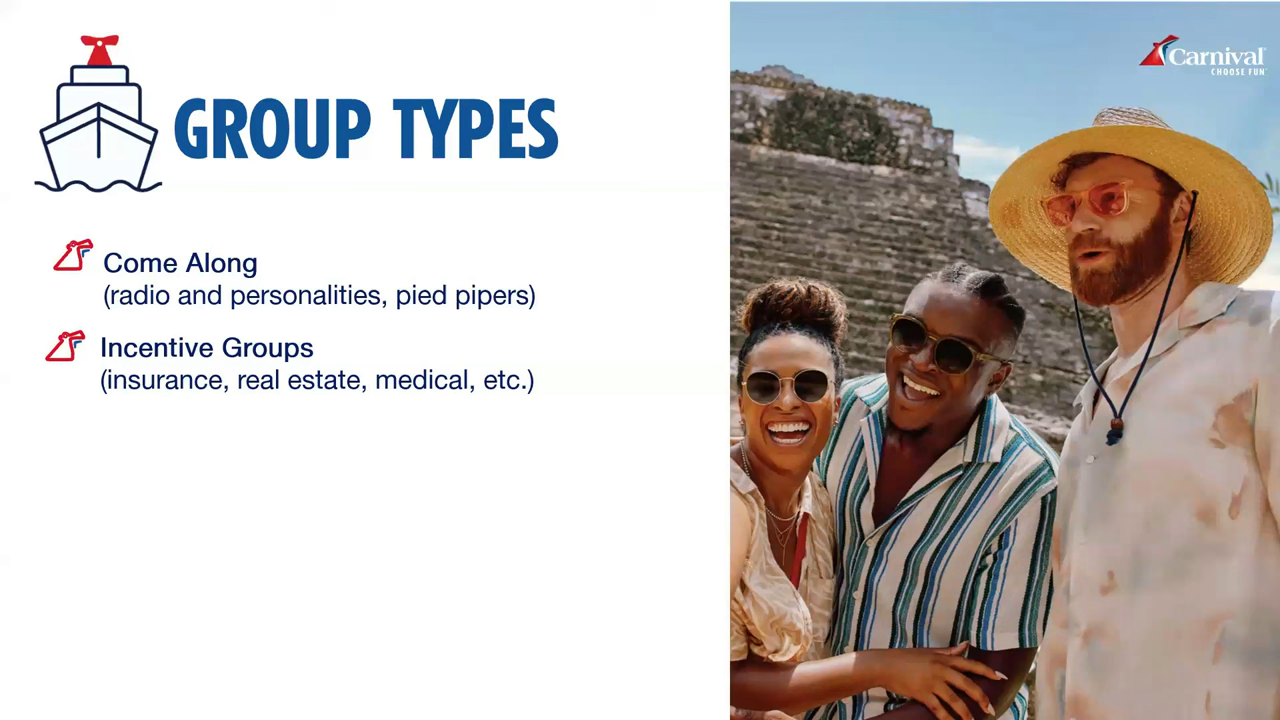 GROUP TYPES
Come Along
(radio and personalities, pied pipers)
Incentive Groups
(insurance, real estate, medical, etc.)
Carnival
CHOOSE FUN